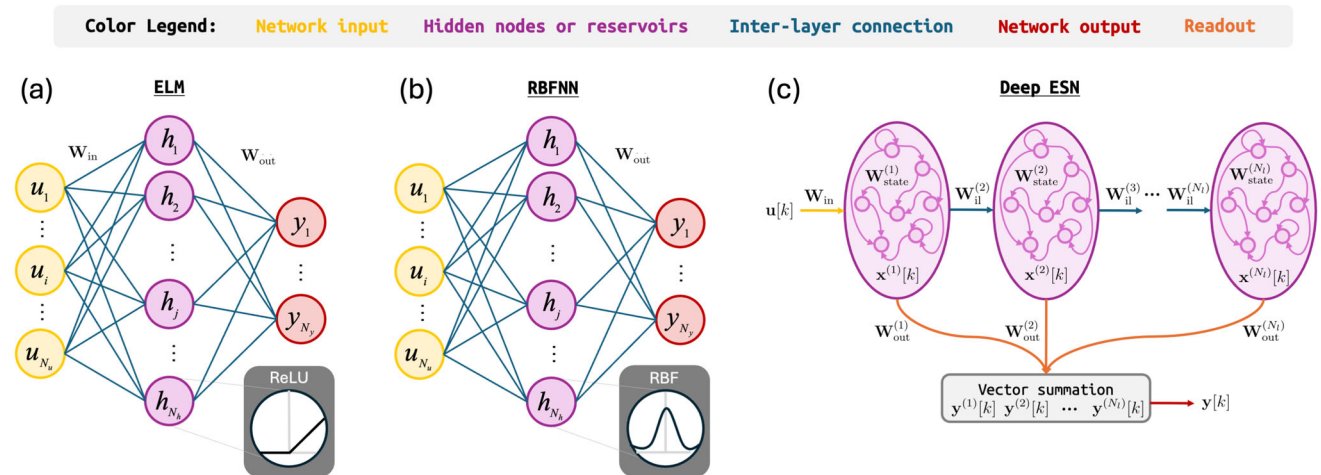 Color Legend: Network input Hidden nodes or reservoirs Inter-layer connection Network output Readout
(a) ELM
W_in
W_out
u_1
⋮
u_i
⋮
u_{N_u}
h_1
h_2
⋮
h_j
⋮
h_{N_h}
y_1
⋮
y_{N_y}
ReLU
(b) RBFNN
W_out
u_1
⋮
u_i
⋮
u_{N_u}
h_1
h_2
⋮
h_j
⋮
h_{N_h}
y_1
⋮
y_{N_y}
RBF
(c) Deep ESN
u[k] W_in W_state^(1) W_il^(2) W_state^(2) W_il^(3) ··· W_il^(N_l) W_state^(N_l)
x^(1)[k] x^(2)[k] x^(N_l)[k]
W_out^(1) W_out^(2) W_out^(N_l)
Vector summation
y^(1)[k] y^(2)[k] ··· y^(N_l)[k] y[k]